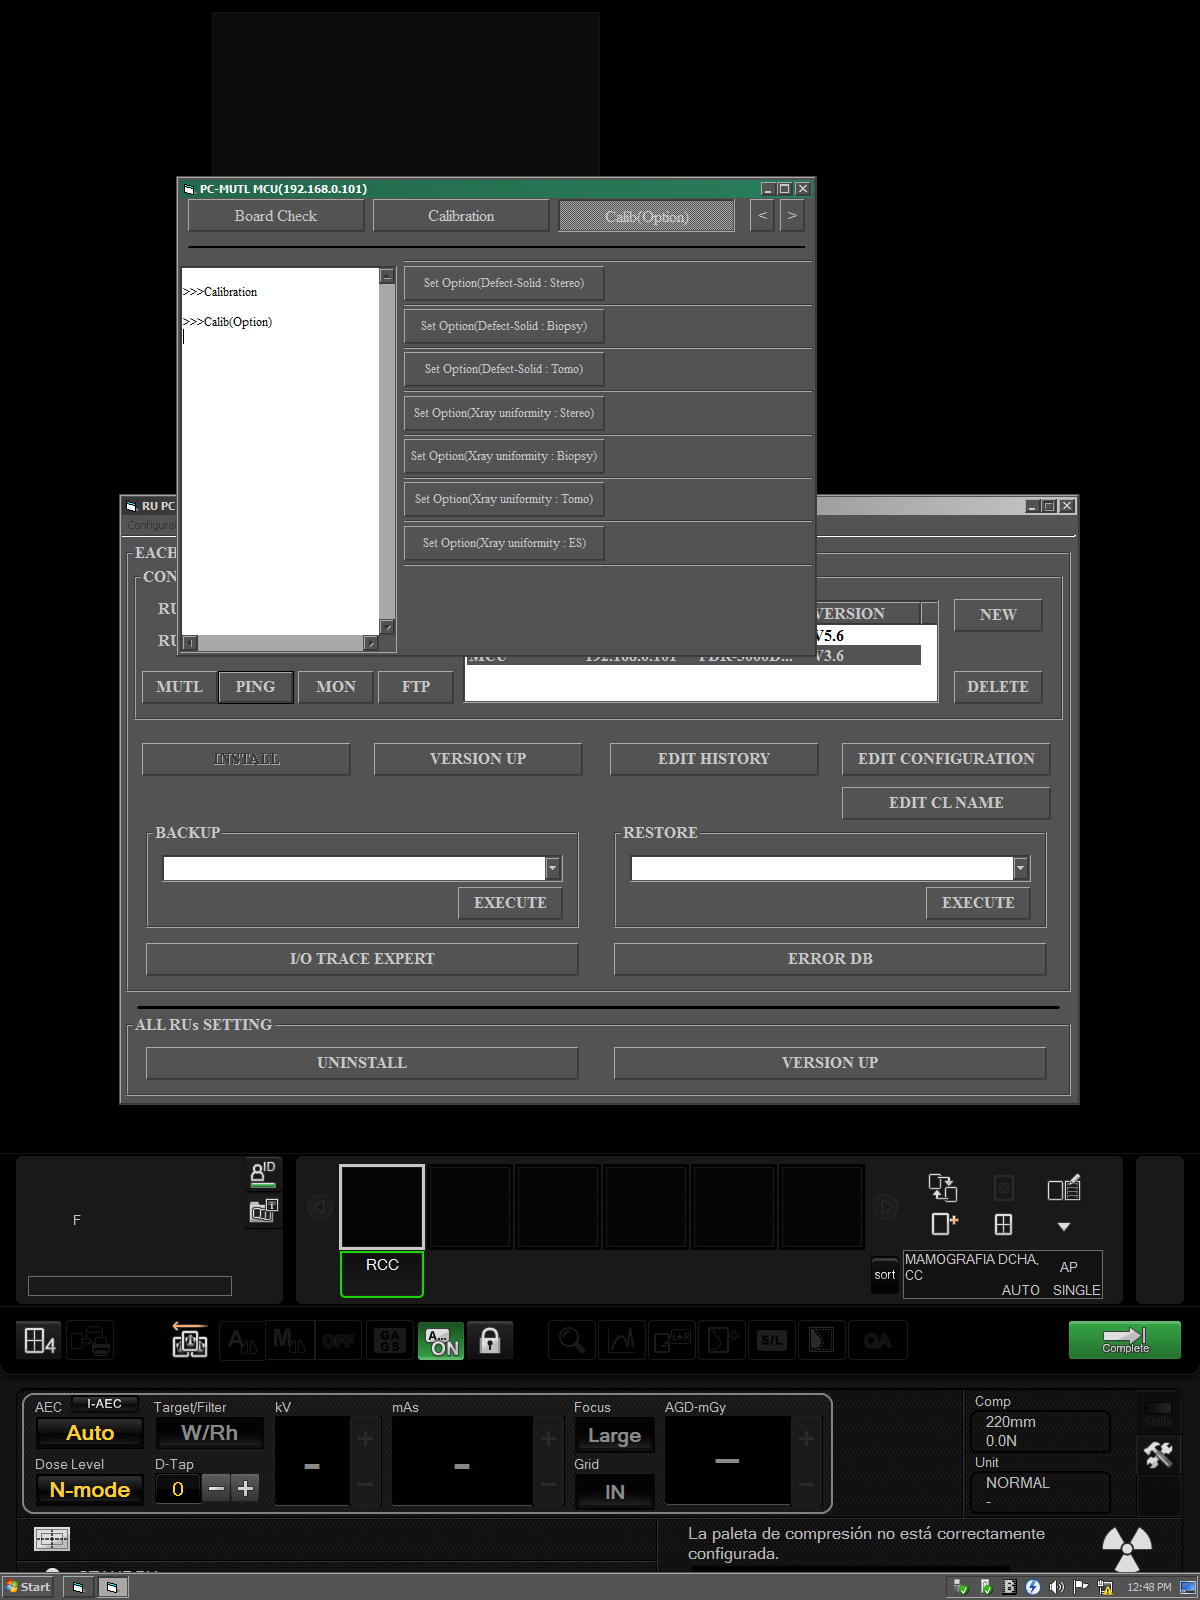 PC-MUTL MCU(192.168.0.101)
Board Check
Calibration
Calib(Option)
<
>
>>>Calibration
>>>Calib(Option)
Set Option(Defect-Solid : Stereo)
Set Option(Defect-Solid : Biopsy)
Set Option(Defect-Solid : Tomo)
Set Option(Xray uniformity : Stereo)
Set Option(Xray uniformity : Biopsy)
Set Option(Xray uniformity : Tomo)
Set Option(Xray uniformity : ES)
RU PC
VERSION
NEW
V5.6
MCU 192.168.0.101 FDR-3000D... V3.6
MUTL
PING
MON
FTP
DELETE
INSTALL
VERSION UP
EDIT HISTORY
EDIT CONFIGURATION
EDIT CL NAME
BACKUP
RESTORE
EXECUTE
EXECUTE
I/O TRACE EXPERT
ERROR DB
ALL RUs SETTING
UNINSTALL
VERSION UP
ID
F
RCC
sort
MAMOGRAFIA DCHA, CC
AP
AUTO
SINGLE
4
A
M
OFF
GA GS
A... ON
L→R
S/L
QA
Complete
AEC
I-AEC
Target/Filter
kV
mAs
Focus
AGD-mGy
Comp
Auto
W/Rh
Large
220mm
0.0N
Dose Level
D-Tap
Grid
Unit
N-mode
0
IN
NORMAL
-
La paleta de compresión no está correctamente
configurada.
Start
12:48 PM